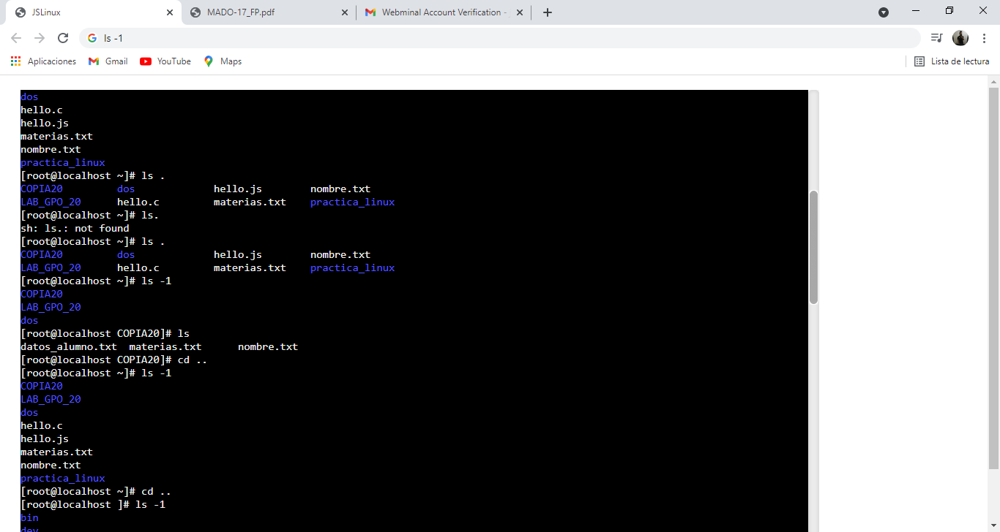 JSLinux
MADO-17_FP.pdf
Webminal Account Verification -
ls -1
Aplicaciones
Gmail
YouTube
Maps
Lista de lectura
dos
hello.c
hello.js
materias.txt
nombre.txt
practica_linux
[root@localhost ~]# ls .
COPIA20 dos hello.js nombre.txt
LAB_GPO_20 hello.c materias.txt practica_linux
[root@localhost ~]# ls.
sh: ls.: not found
[root@localhost ~]# ls .
COPIA20 dos hello.js nombre.txt
LAB_GPO_20 hello.c materias.txt practica_linux
[root@localhost ~]# ls -1
COPIA20
LAB_GPO_20
dos
[root@localhost COPIA20]# ls
datos_alumno.txt materias.txt nombre.txt
[root@localhost COPIA20]# cd ..
[root@localhost ~]# ls -1
COPIA20
LAB_GPO_20
dos
hello.c
hello.js
materias.txt
nombre.txt
practica_linux
[root@localhost ~]# cd ..
[root@localhost ]# ls -1
bin
dev